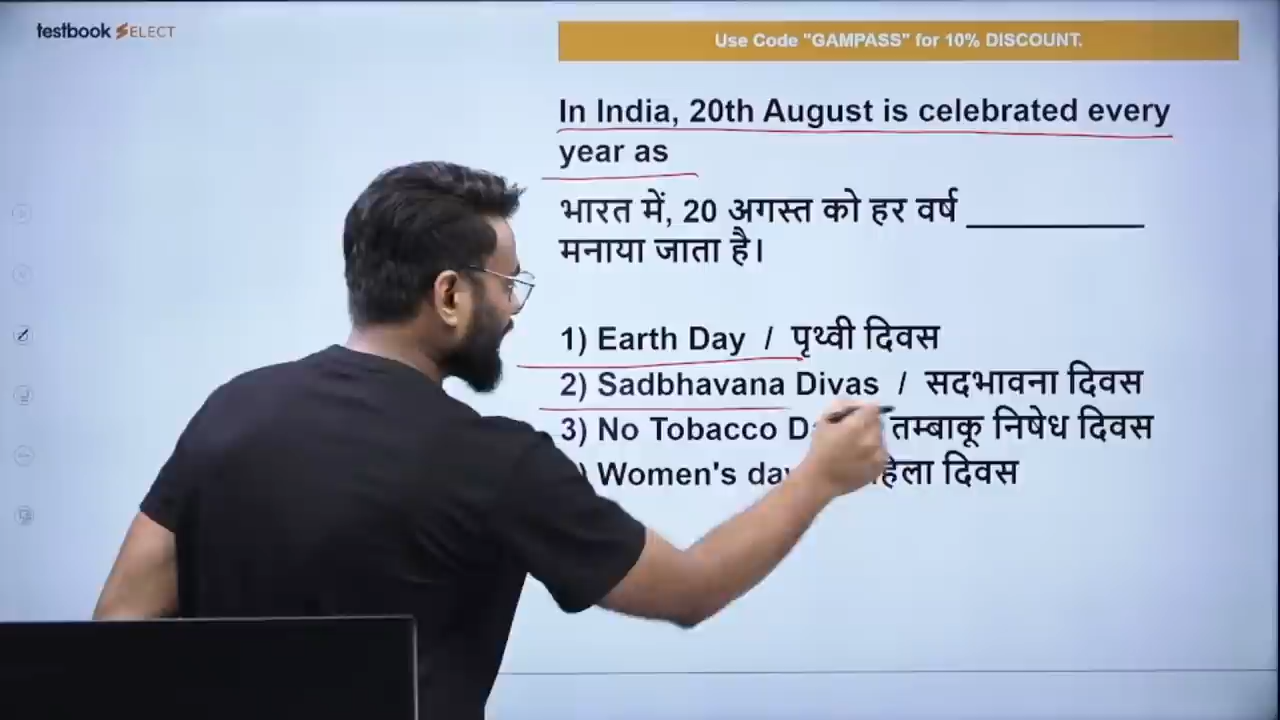 testbook SELECT
Use Code "GAMPASS" for 10% DISCOUNT.
In India, 20th August is celebrated every
year as
भारत में, 20 अगस्त को हर वर्ष __________
मनाया जाता है।
1) Earth Day / पृथ्वी दिवस
2) Sadbhavana Divas / सदभावना दिवस
3) No Tobacco तम्बाकू निषेध दिवस
) Women's दिवस